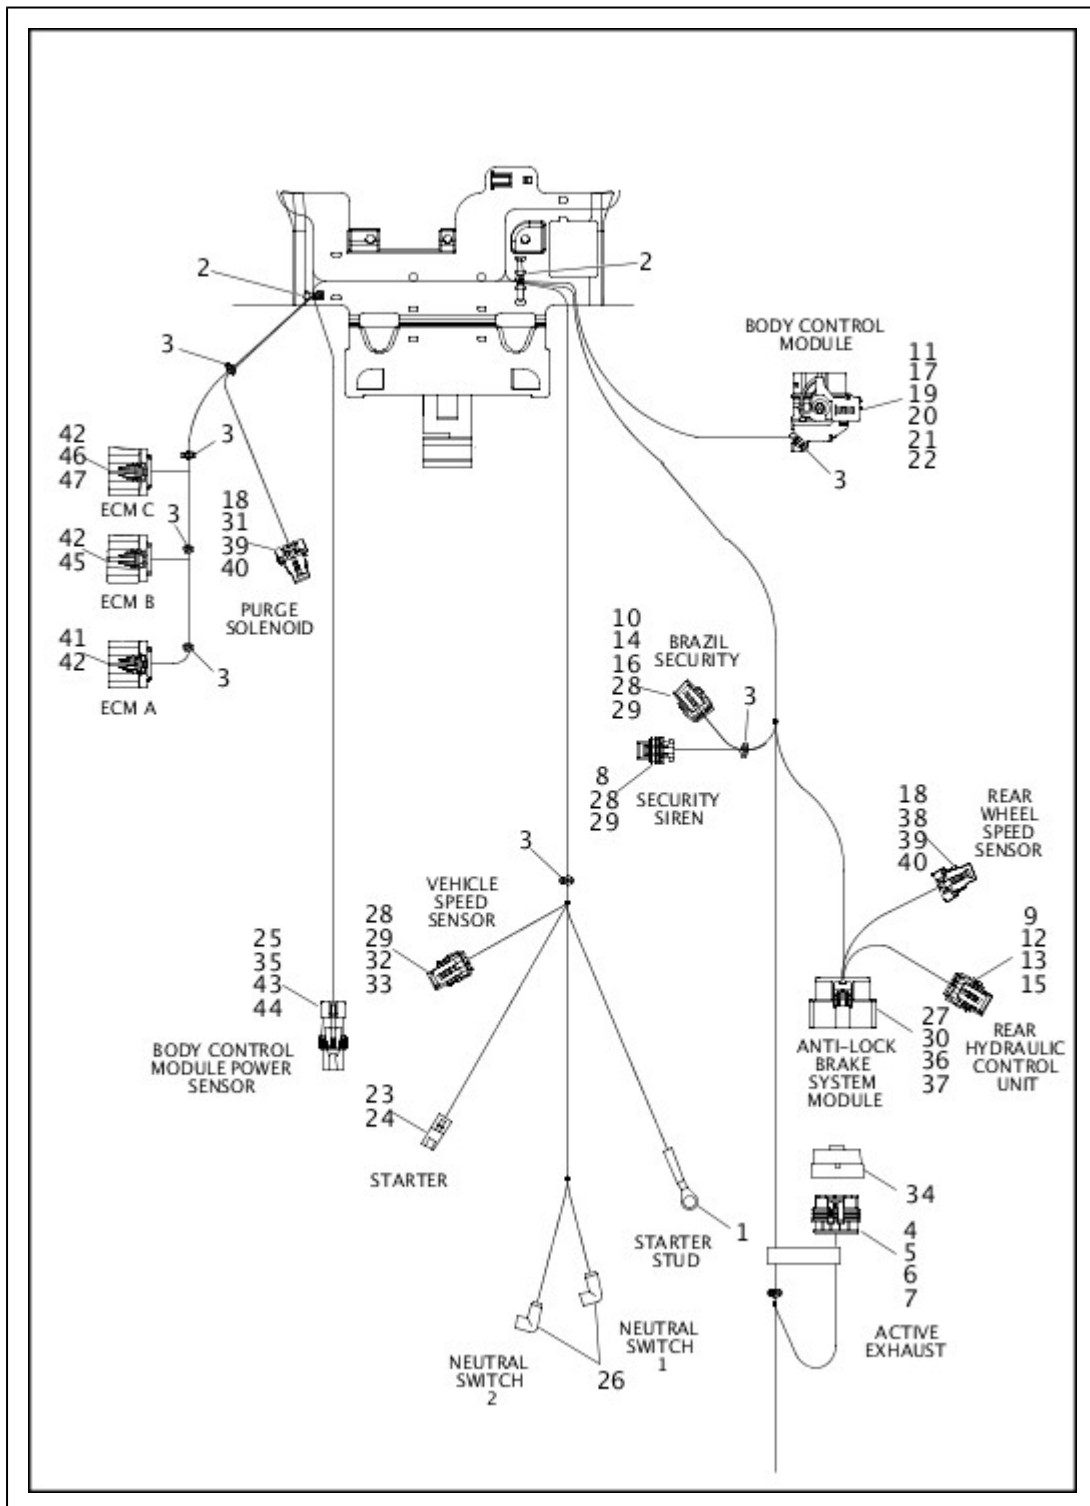 2
2
BODY CONTROL
MODULE
11
17
19
20
21
22
3
3
3
42
46
47
ECM C
3
18
31
39
40
42
45
ECM B
PURGE
SOLENOID
41
42
3
ECM A
10
14
16
28
29
BRAZIL
SECURITY
3
8
28
29
SECURITY
SIREN
18
38
39
40
REAR
WHEEL
SPEED
SENSOR
3
VEHICLE
SPEED
SENSOR
28
29
32
33
9
12
13
15
25
35
43
44
BODY CONTROL
MODULE POWER
SENSOR
27
30
36
37
ANTI-LOCK
BRAKE
SYSTEM
MODULE
REAR
HYDRAULIC
CONTROL
UNIT
23
24
STARTER
34
1
STARTER
STUD
4
5
6
7
ACTIVE
EXHAUST
NEUTRAL
SWITCH
1
NEUTRAL
SWITCH
2
26